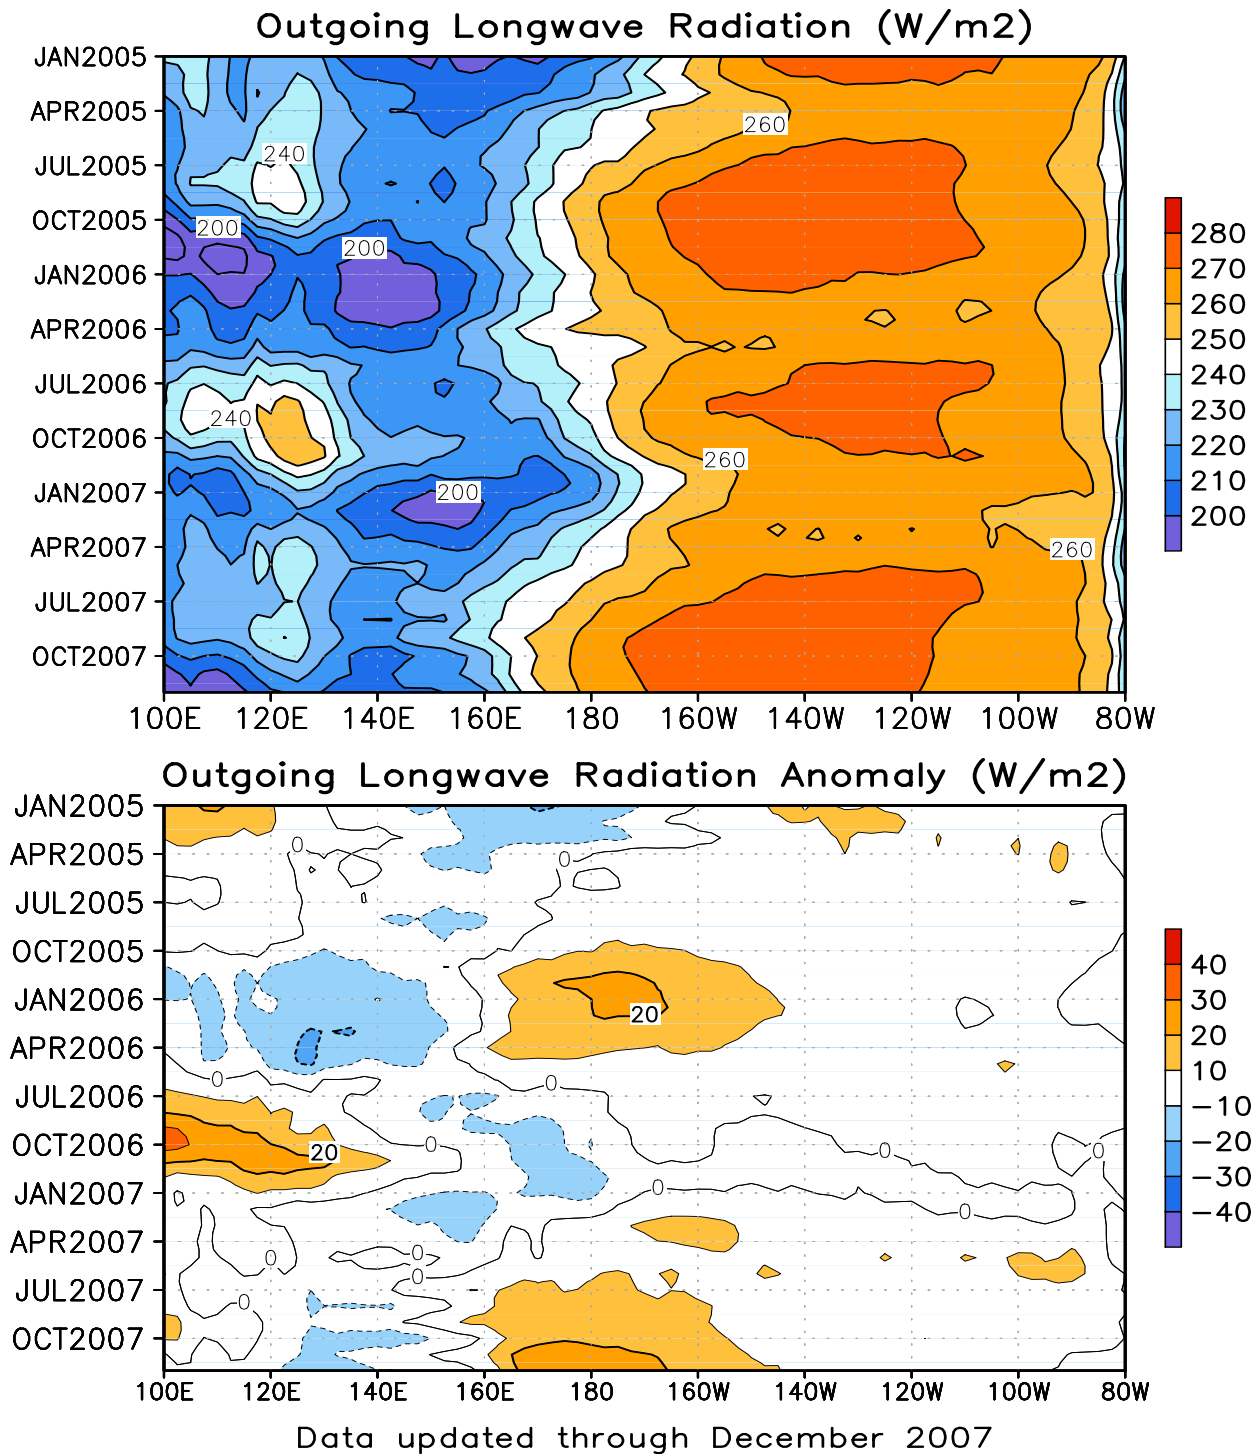 Outgoing Longwave Radiation (W/m2)
JAN2005
APR2005
JUL2005
OCT2005
JAN2006
APR2006
JUL2006
OCT2006
JAN2007
APR2007
JUL2007
OCT2007
260
240
200
200
240
260
200
260
100E 120E 140E 160E 180 160W 140W 120W 100W 80W
280
270
260
250
240
230
220
210
200
Outgoing Longwave Radiation Anomaly (W/m2)
JAN2005
APR2005
JUL2005
OCT2005
JAN2006
APR2006
JUL2006
OCT2006
JAN2007
APR2007
JUL2007
OCT2007
0
0
20
0
0
0
20
0
0
0
0
0
0
0
0
100E 120E 140E 160E 180 160W 140W 120W 100W 80W
40
30
20
10
−10
−20
−30
−40
Data updated through December 2007